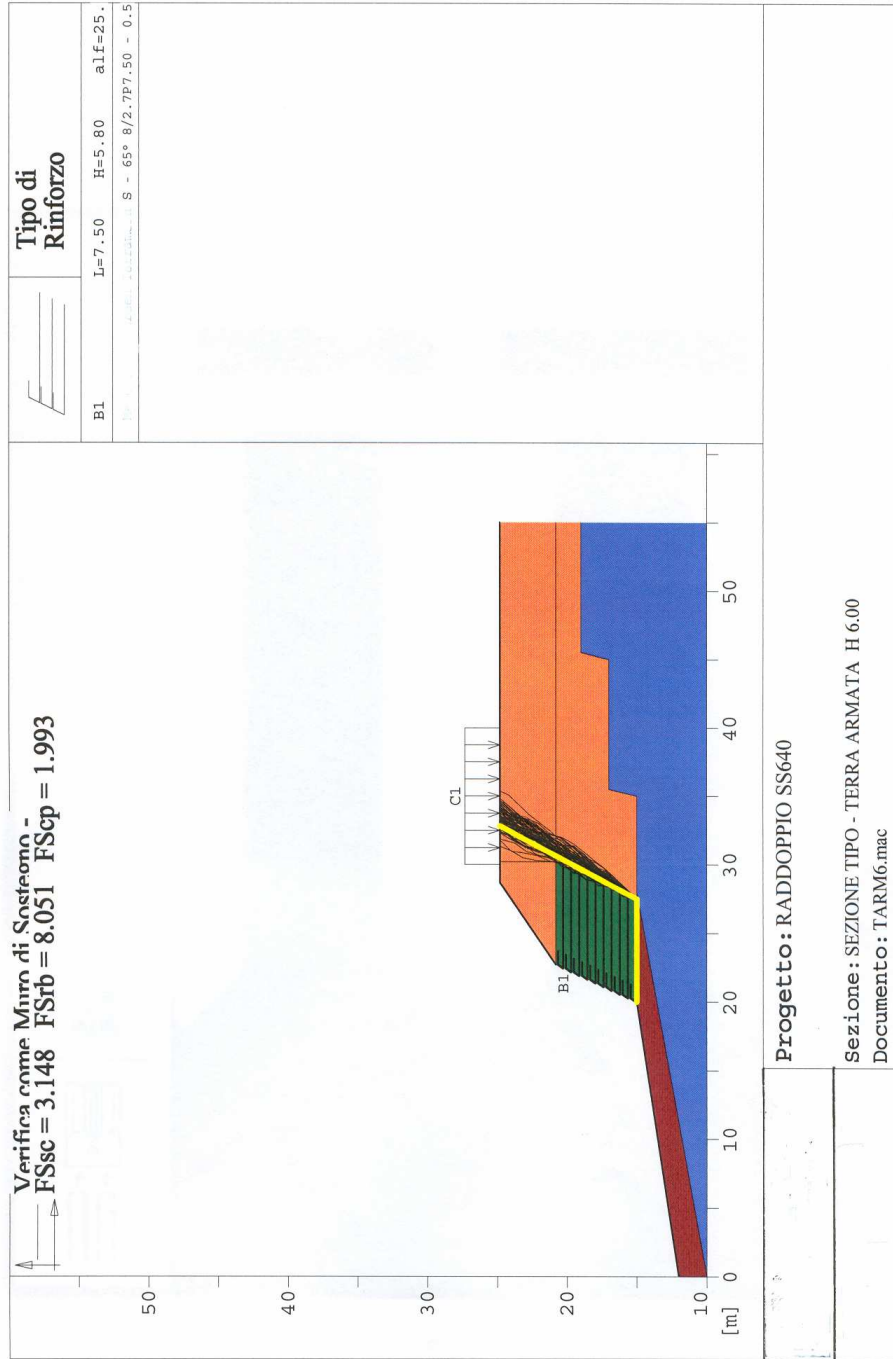 Verifica come Muro di Sostegno -
FSsc = 3.148 FSrb = 8.051 FScp = 1.993
Tipo di
Rinforzo
B1 L=7.50 H=5.80 alf=25.
S - 65° 8/2.7P7.50 - 0.5
C1
B1
50
40
30
20
10
[m]
0 10 20 30 40 50
Progetto: RADDOPPIO SS640
Sezione: SEZIONE TIPO - TERRA ARMATA H 6.00
Documento: TARM6.mac